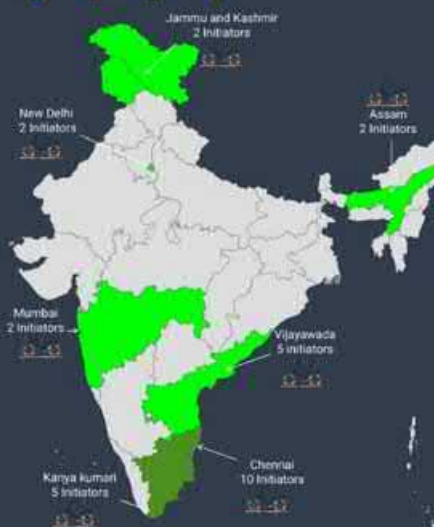 Jammu and Kashmir
2 Initiators
New Delhi
2 Initiators
Assam
2 Initiators
Mumbai
2 Initiators
Vijayawada
5 initiators
Chennai
10 Initiators
Kanya kumari
5 Initiators